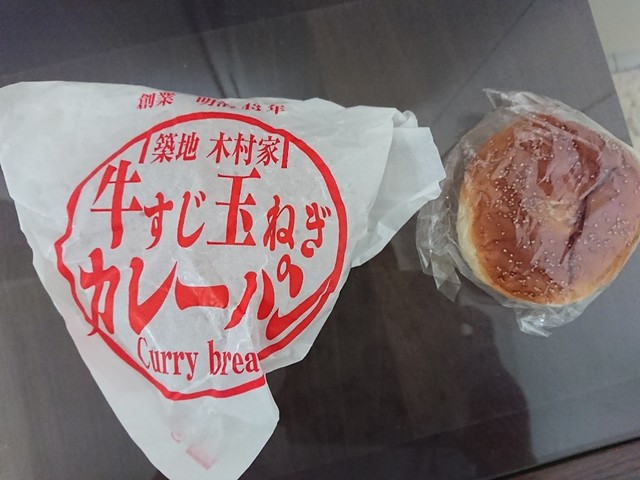 創業 明治43年
築地 木村家
牛すじ玉ねぎ
カレーパン
Curry brea